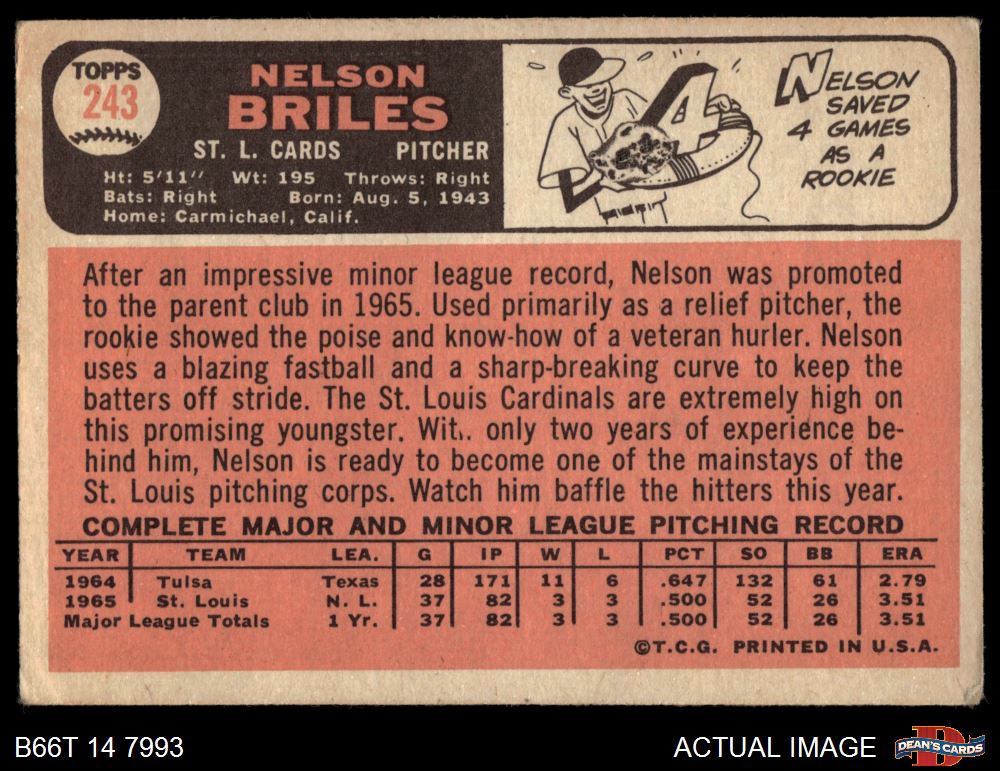 TOPPS
243
NELSON
BRILES
ST. L. CARDS PITCHER
Ht: 5'11" Wt: 195 Throws: Right
Bats: Right Born: Aug. 5, 1943
Home: Carmichael, Calif.
4
NELSON
SAVED
4 GAMES
AS A
ROOKIE
After an impressive minor league record, Nelson was promoted
to the parent club in 1965. Used primarily as a relief pitcher, the
rookie showed the poise and know-how of a veteran hurler. Nelson
uses a blazing fastball and a sharp-breaking curve to keep the
batters off stride. The St. Louis Cardinals are extremely high on
this promising youngster. Wit.. only two years of experience be-
hind him, Nelson is ready to become one of the mainstays of the
St. Louis pitching corps. Watch him baffle the hitters this year.
COMPLETE MAJOR AND MINOR LEAGUE PITCHING RECORD
YEAR TEAM LEA. G IP W L PCT SO BB ERA
1964 Tulsa Texas 28 171 11 6 .647 132 61 2.79
1965 St. Louis N. L. 37 82 3 3 .500 52 26 3.51
Major League Totals 1 Yr. 37 82 3 3 .500 52 26 3.51
©T.C.G. PRINTED IN U.S.A.
B66T 14 7993
ACTUAL IMAGE
D
DEAN'S CARDS